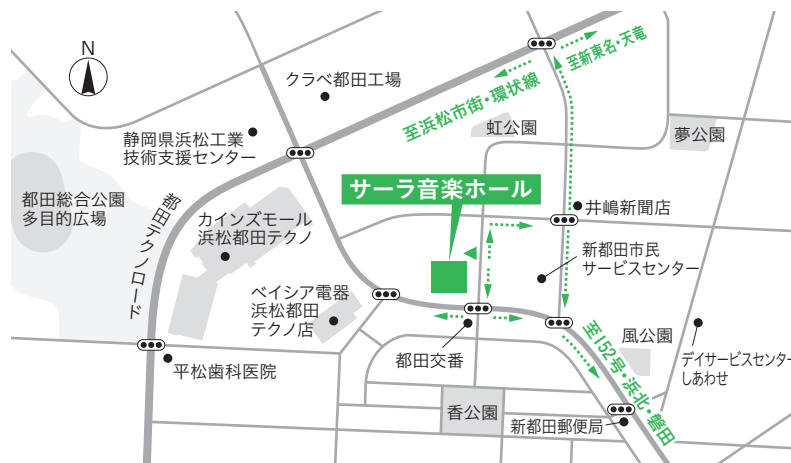 N
至新東名・天竜
クラベ都田工場
至浜松市街・環状線
静岡県浜松工業
技術支援センター
虹公園
夢公園
都田総合公園
多目的広場
都田テクノロード
カインズモール
浜松都田テクノ
サーラ音楽ホール
井嶋新聞店
新都田市民
サービスセンター
ベイシア電器
浜松都田
テクノ店
都田交番
至152号・浜北・磐田
風公園
デイサービスセンター
しあわせ
平松歯科医院
香公園
新都田郵便局